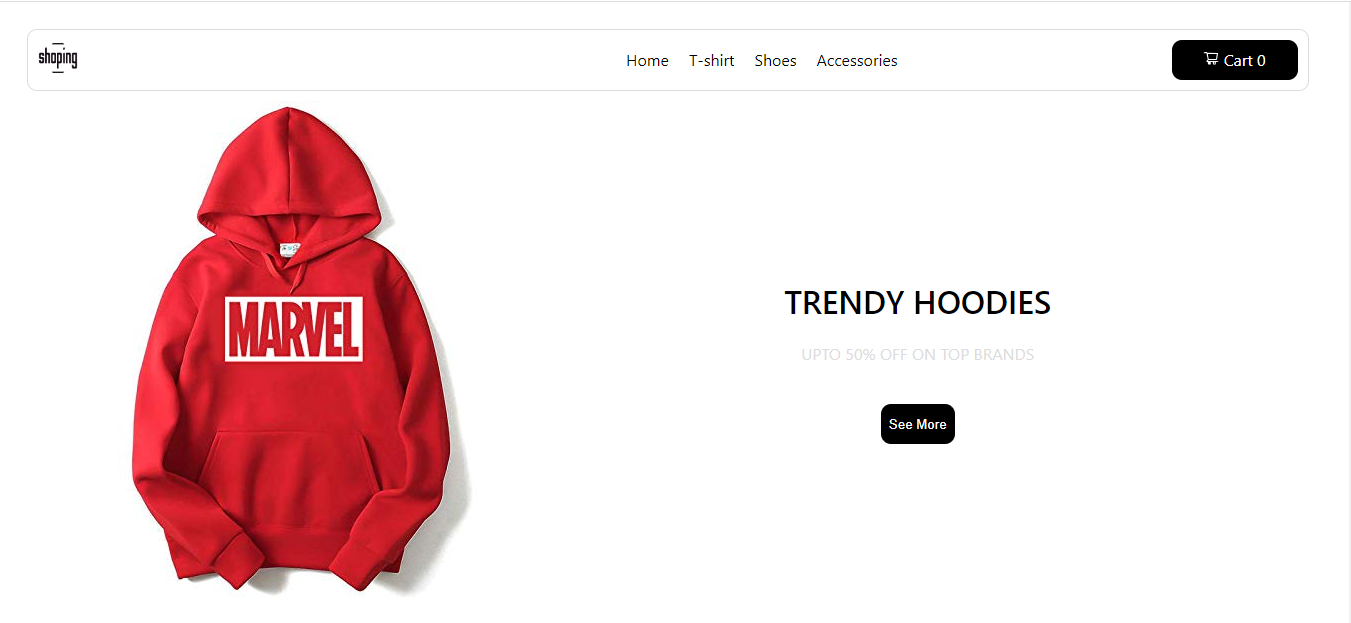 shoping
Home T-shirt Shoes Accessories
Cart 0
MARVEL
TRENDY HOODIES
UPTO 50% OFF ON TOP BRANDS
See More